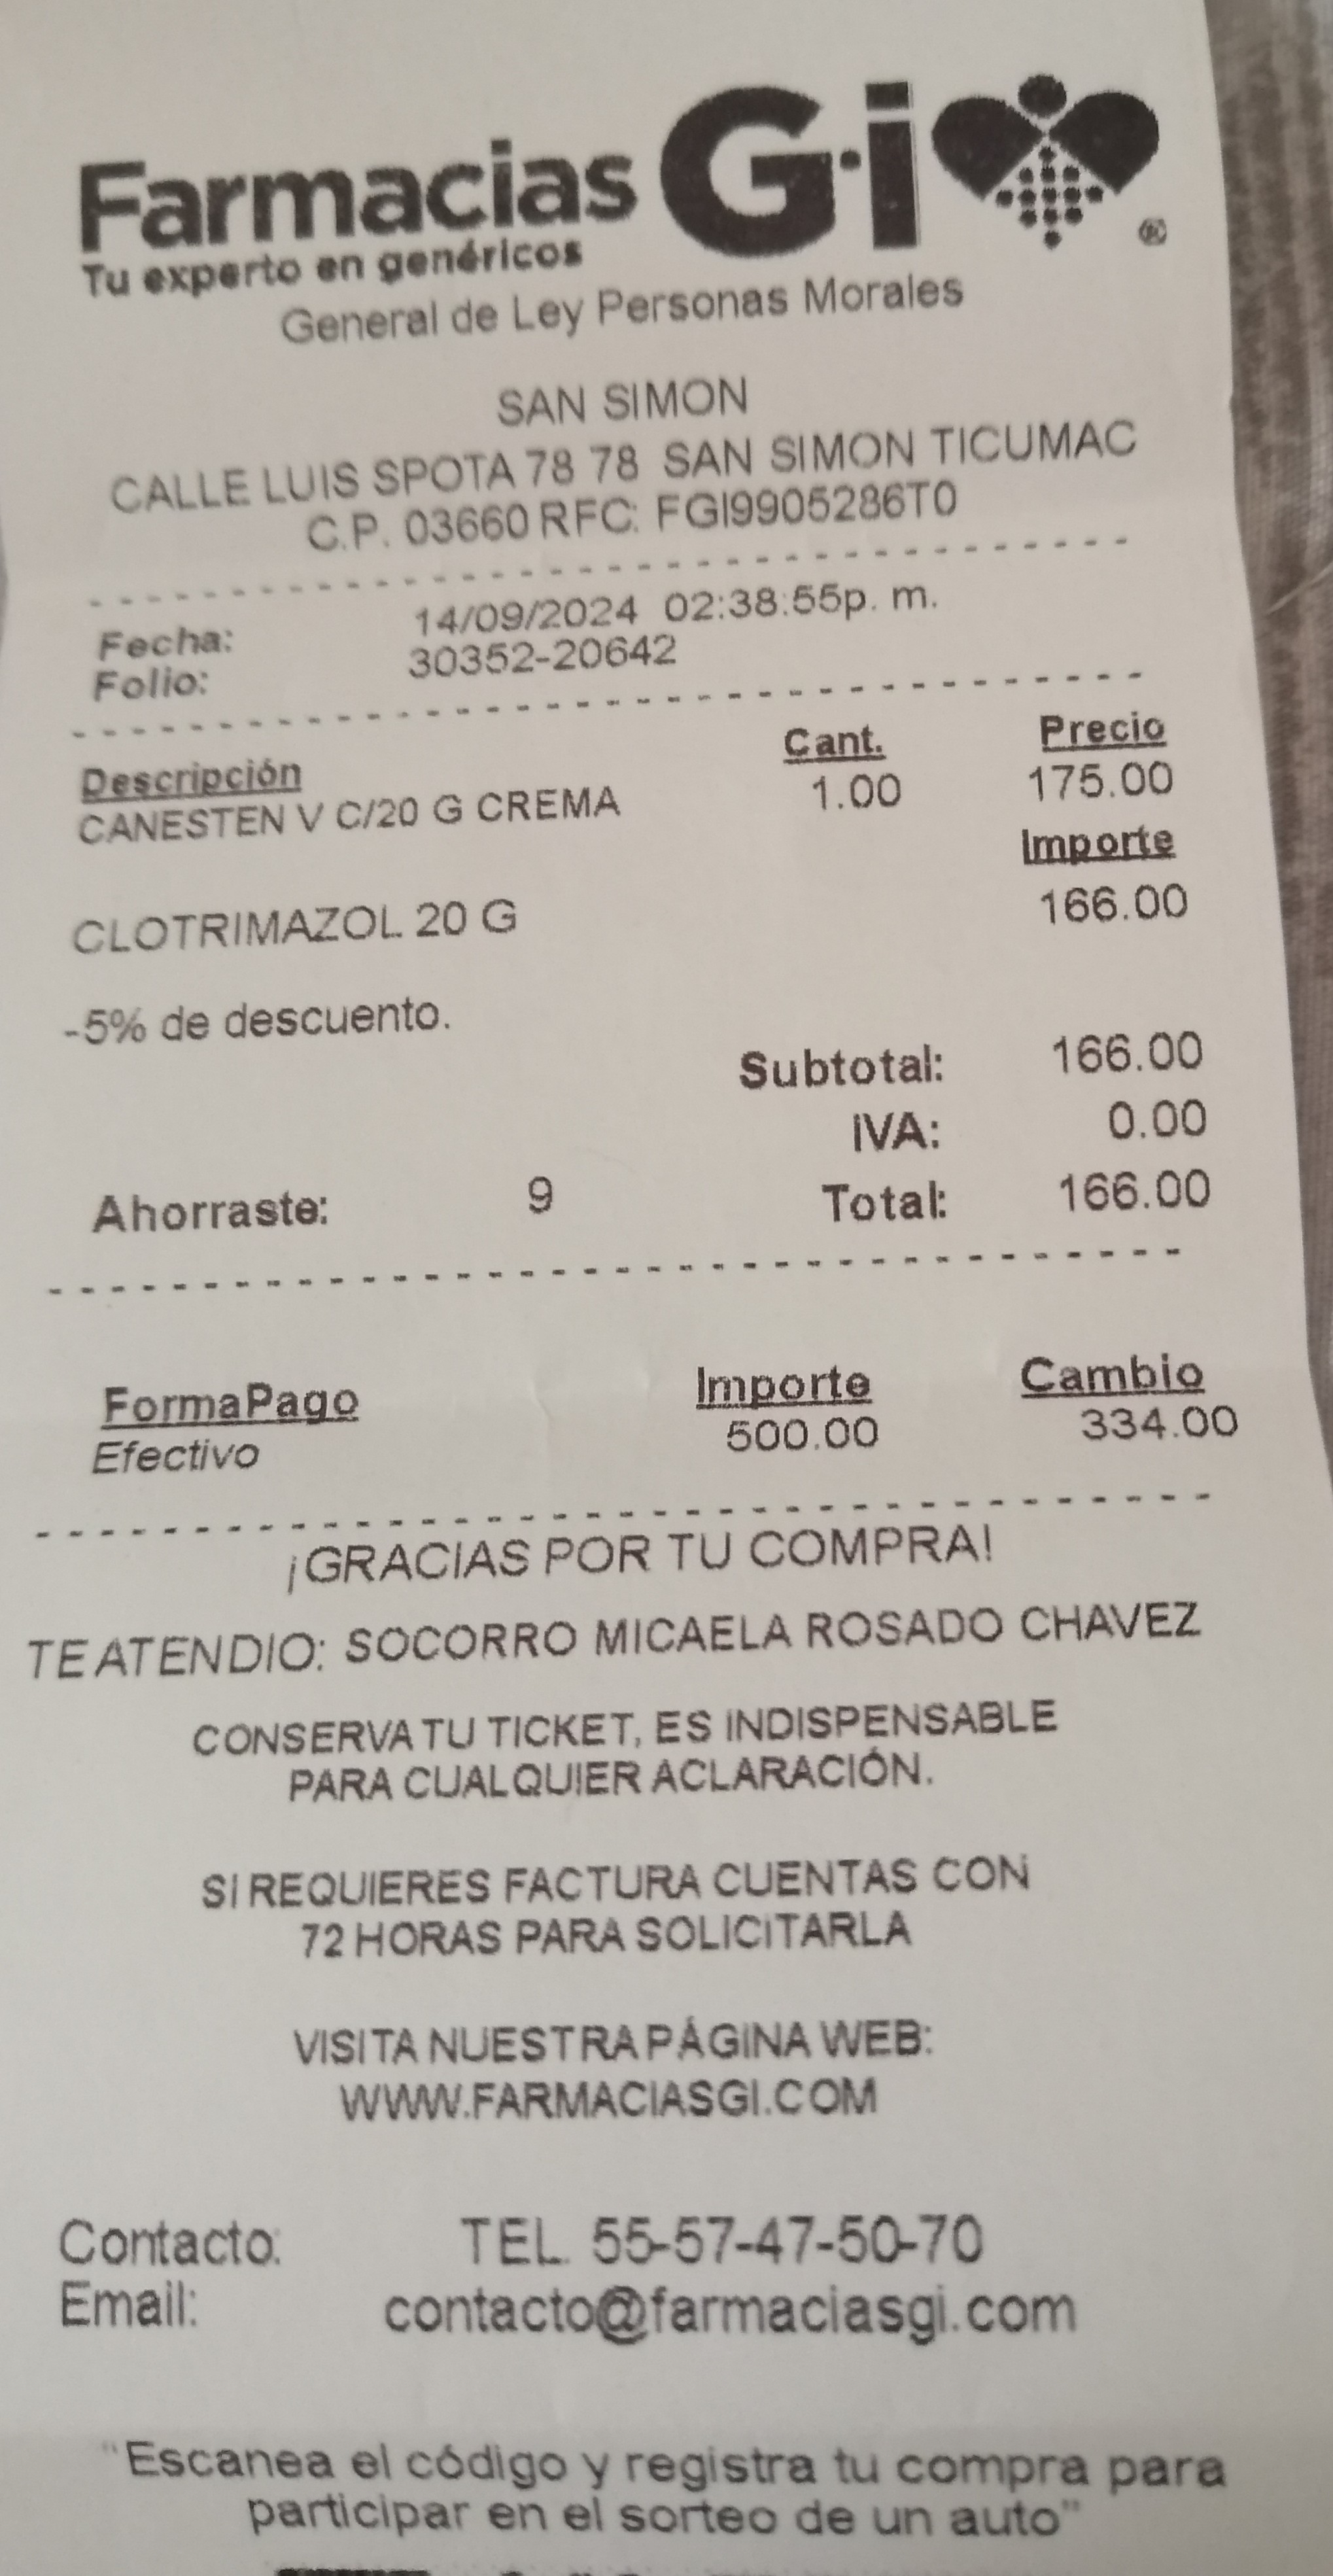 Farmacias G·i ®
Tu experto en genéricos
General de Ley Personas Morales
SAN SIMON
CALLE LUIS SPOTA 78 78 SAN SIMON TICUMAC
C.P. 03660 RFC: FGI9905286T0
Fecha: 14/09/2024 02:38:55p. m.
Folio: 30352-20642
Descripción Cant. Precio
CANESTEN V C/20 G CREMA 1.00 175.00
Importe
CLOTRIMAZOL 20 G 166.00
-5% de descuento.
Subtotal: 166.00
IVA: 0.00
Ahorraste: 9 Total: 166.00
FormaPago Importe Cambio
Efectivo 500.00 334.00
¡GRACIAS POR TU COMPRA!
TE ATENDIO: SOCORRO MICAELA ROSADO CHAVEZ
CONSERVA TU TICKET, ES INDISPENSABLE
PARA CUALQUIER ACLARACIÓN.
SI REQUIERES FACTURA CUENTAS CON
72 HORAS PARA SOLICITARLA
VISITA NUESTRA PÁGINA WEB:
WWW.FARMACIASGI.COM
Contacto: TEL. 55-57-47-50-70
Email: contacto@farmaciasgi.com
"Escanea el código y registra tu compra para
participar en el sorteo de un auto"